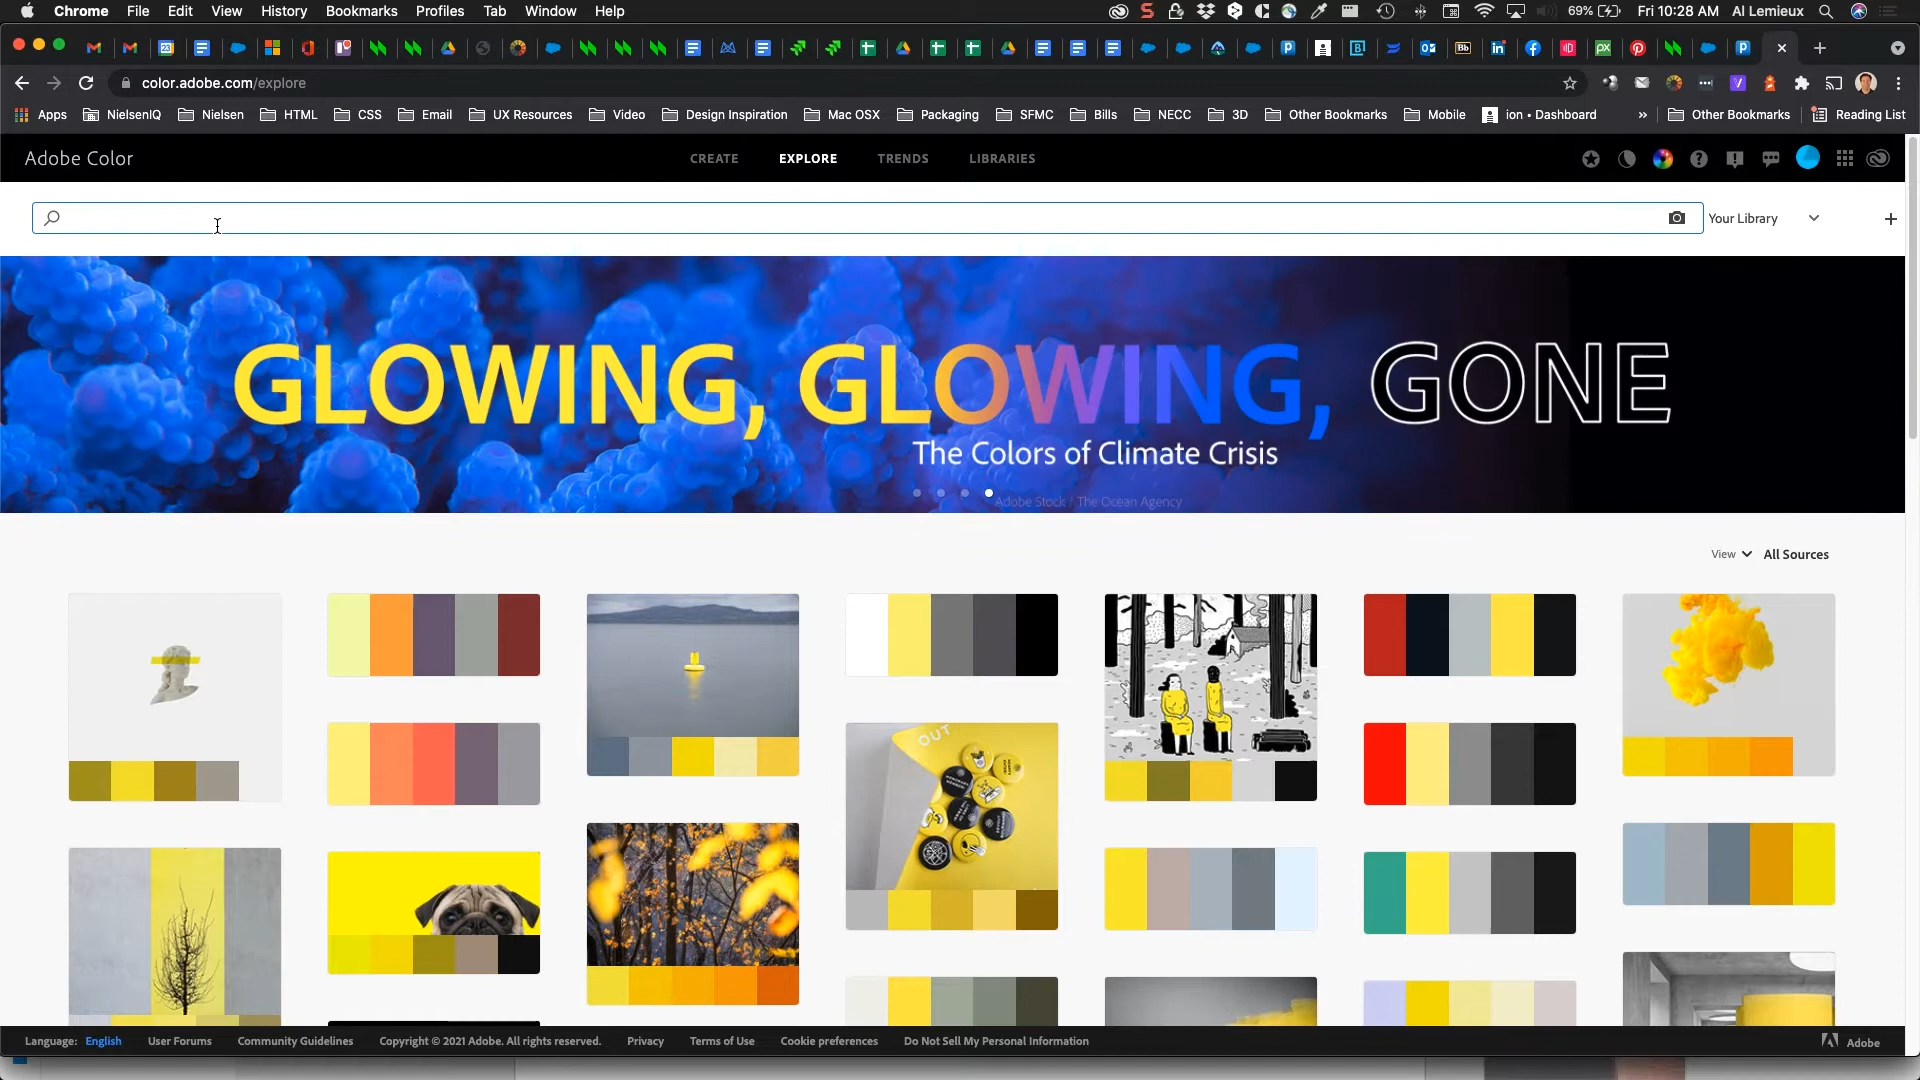 Chrome File Edit View History Bookmarks Profiles Tab Window Help 69% Fri 10:28 AM Al Lemieux
color.adobe.com/explore
Apps NielsenIQ Nielsen HTML CSS Email UX Resources Video Design Inspiration Mac OSX Packaging SFMC Bills NECC 3D Other Bookmarks Mobile ion • Dashboard » Other Bookmarks Reading List
Adobe Color CREATE EXPLORE TRENDS LIBRARIES
Your Library
GLOWING, GLOWING, GONE
The Colors of Climate Crisis
Adobe Stock / The Ocean Agency
View All Sources
OUT
Language: English User Forums Community Guidelines Copyright © 2021 Adobe. All rights reserved. Privacy Terms of Use Cookie preferences Do Not Sell My Personal Information Adobe